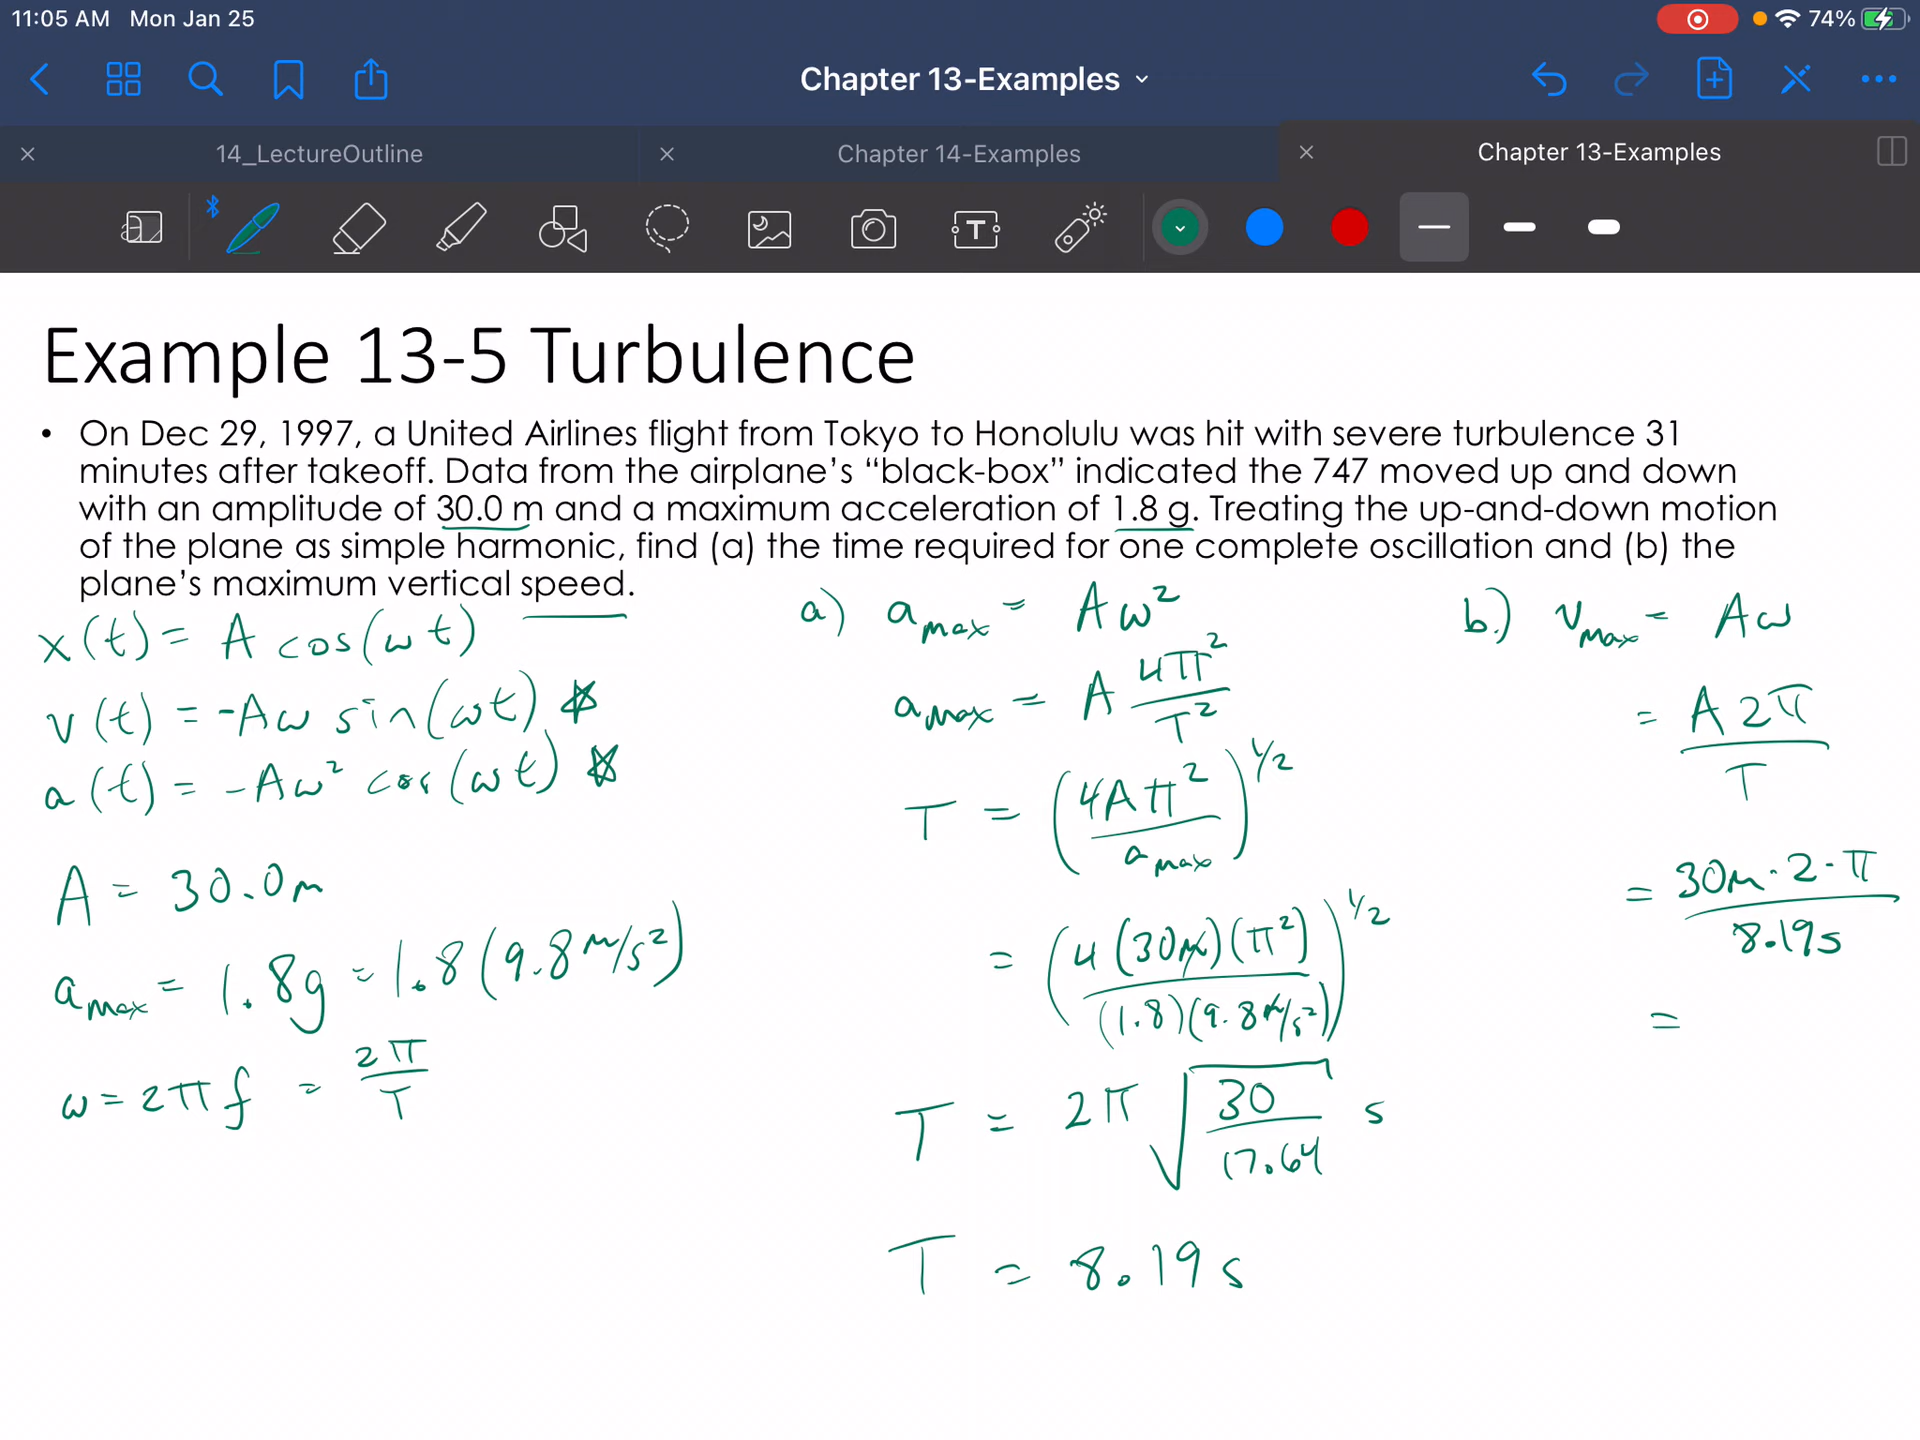 11:05 AM Mon Jan 25
74%
Chapter 13-Examples
14_LectureOutline
Chapter 14-Examples
Chapter 13-Examples
Example 13-5 Turbulence
• On Dec 29, 1997, a United Airlines flight from Tokyo to Honolulu was hit with severe turbulence 31
minutes after takeoff. Data from the airplane’s “black-box” indicated the 747 moved up and down
with an amplitude of 30.0 m and a maximum acceleration of 1.8 g. Treating the up-and-down motion
of the plane as simple harmonic, find (a) the time required for one complete oscillation and (b) the
plane’s maximum vertical speed.
x(t) = A cos(ωt)
v(t) = -Aω sin(ωt) ☆
a(t) = -Aω² cos(ωt) ☆
A = 30.0m
a_max = 1.8g = 1.8(9.8 m/s²)
ω = 2πf = 2π/T
a) a_max = Aω²
a_max = A 4π²/T²
T = (4Aπ²/a_max)^1/2
= (4(30m)(π²)/(1.8)(9.8 m/s²))^1/2
T = 2π √(30/17.64) s
T = 8.19 s
b.) v_max = Aω
= A2π/T
= 30m·2·π/8.19s
=